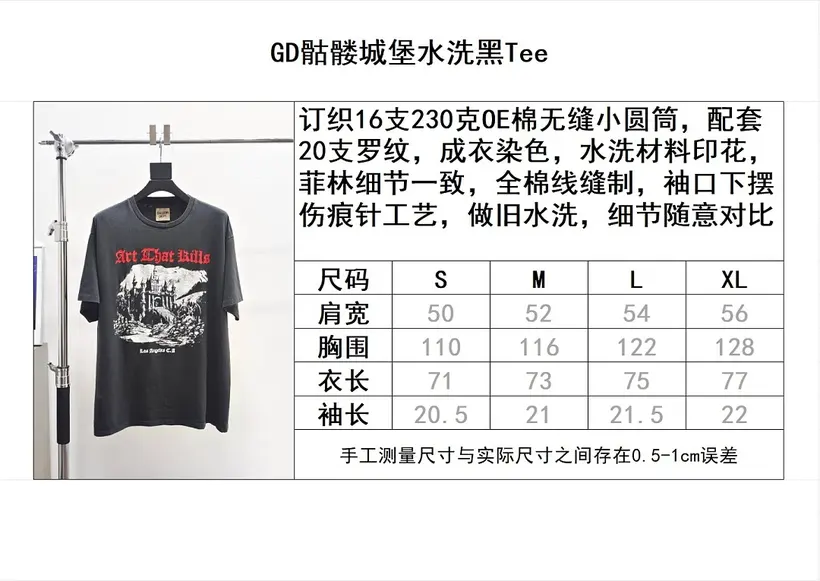 GD骷髅城堡水洗黑Tee
订织16支230克OE棉无缝小圆筒，配套
20支罗纹，成衣染色，水洗材料印花，
菲林细节一致，全棉线缝制，袖口下摆
伤痕针工艺，做旧水洗，细节随意对比
尺码 S M L XL
肩宽 50 52 54 56
胸围 110 116 122 128
衣长 71 73 75 77
袖长 20.5 21 21.5 22
手工测量尺寸与实际尺寸之间存在0.5-1cm误差
Art That Kills
Los Angeles C.A